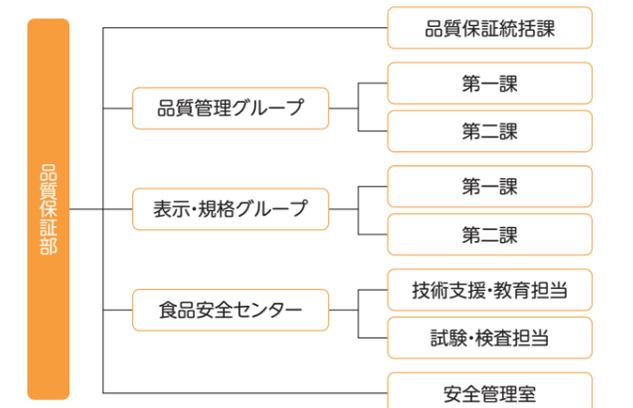 品質保証部
品質保証統括課
品質管理グループ
第一課
第二課
表示・規格グループ
第一課
第二課
食品安全センター
技術支援・教育担当
試験・検査担当
安全管理室